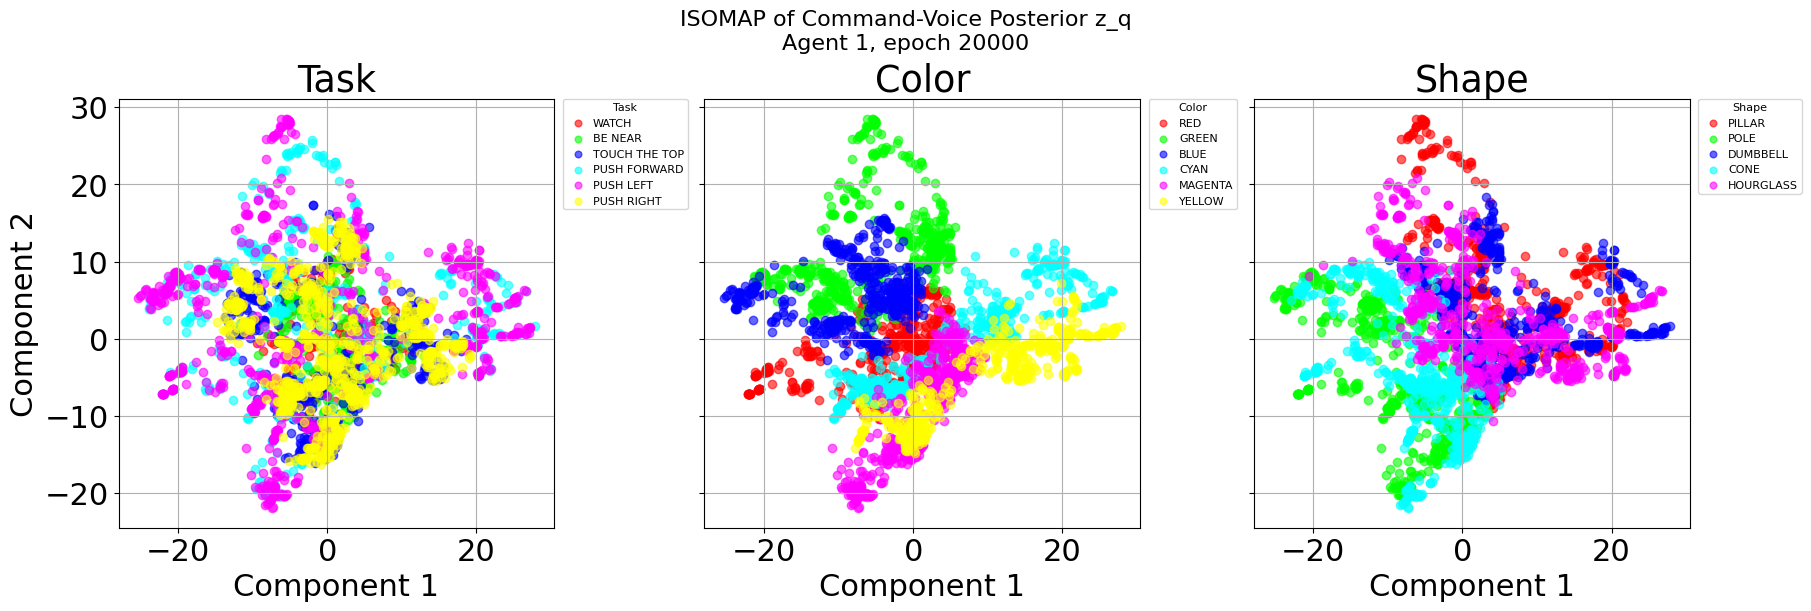 ISOMAP of Command-Voice Posterior z_q
Agent 1, epoch 20000
Task
Color
Shape
Task
WATCH
BE NEAR
TOUCH THE TOP
PUSH FORWARD
PUSH LEFT
PUSH RIGHT
Color
RED
GREEN
BLUE
CYAN
MAGENTA
YELLOW
Shape
PILLAR
POLE
DUMBBELL
CONE
HOURGLASS
Component 2
30
20
10
0
−10
−20
−20 0 20
−20 0 20
−20 0 20
Component 1
Component 1
Component 1